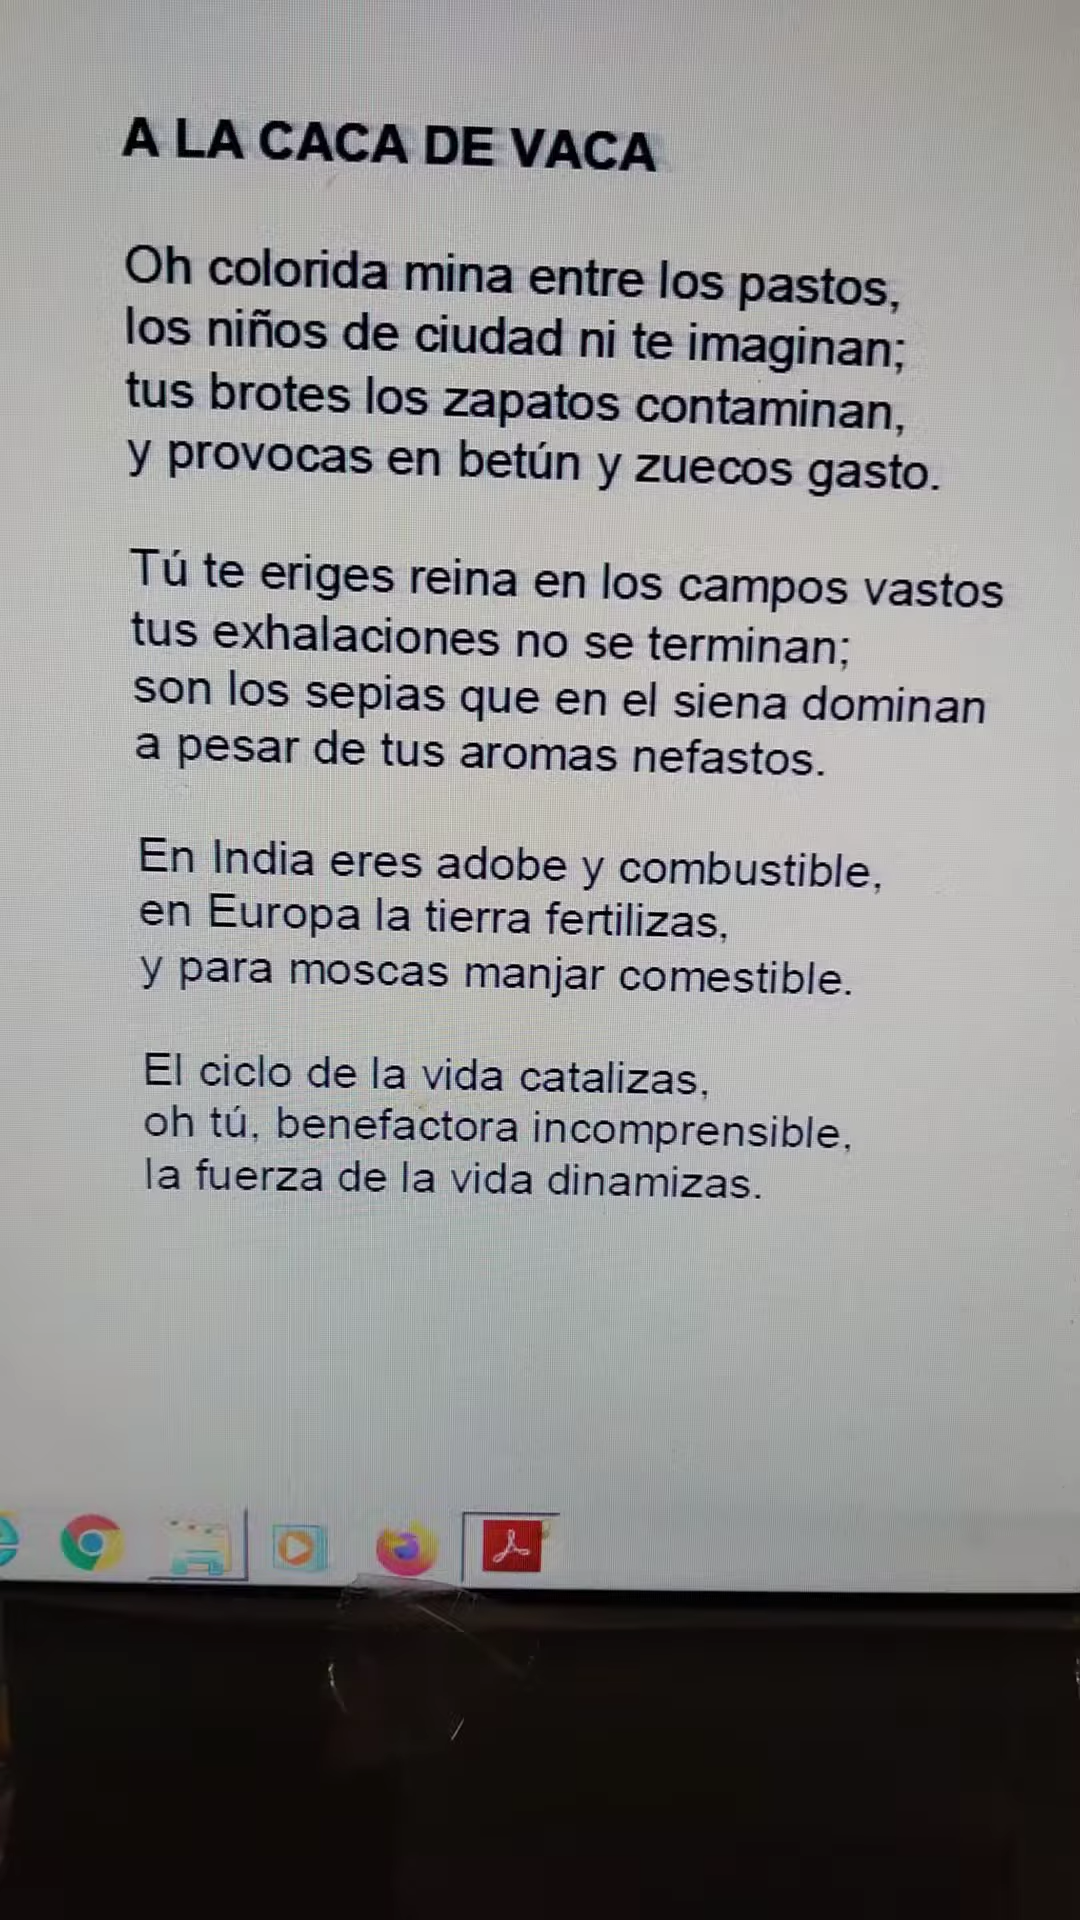 A LA CACA DE VACA
Oh colorida mina entre los pastos,
los niños de ciudad ni te imaginan;
tus brotes los zapatos contaminan,
y provocas en betún y zuecos gasto.
Tú te eriges reina en los campos vastos
tus exhalaciones no se terminan;
son los sepias que en el siena dominan
a pesar de tus aromas nefastos.
En India eres adobe y combustible,
en Europa la tierra fertilizas,
y para moscas manjar comestible.
El ciclo de la vida catalizas,
oh tú, benefactora incomprensible,
la fuerza de la vida dinamizas.